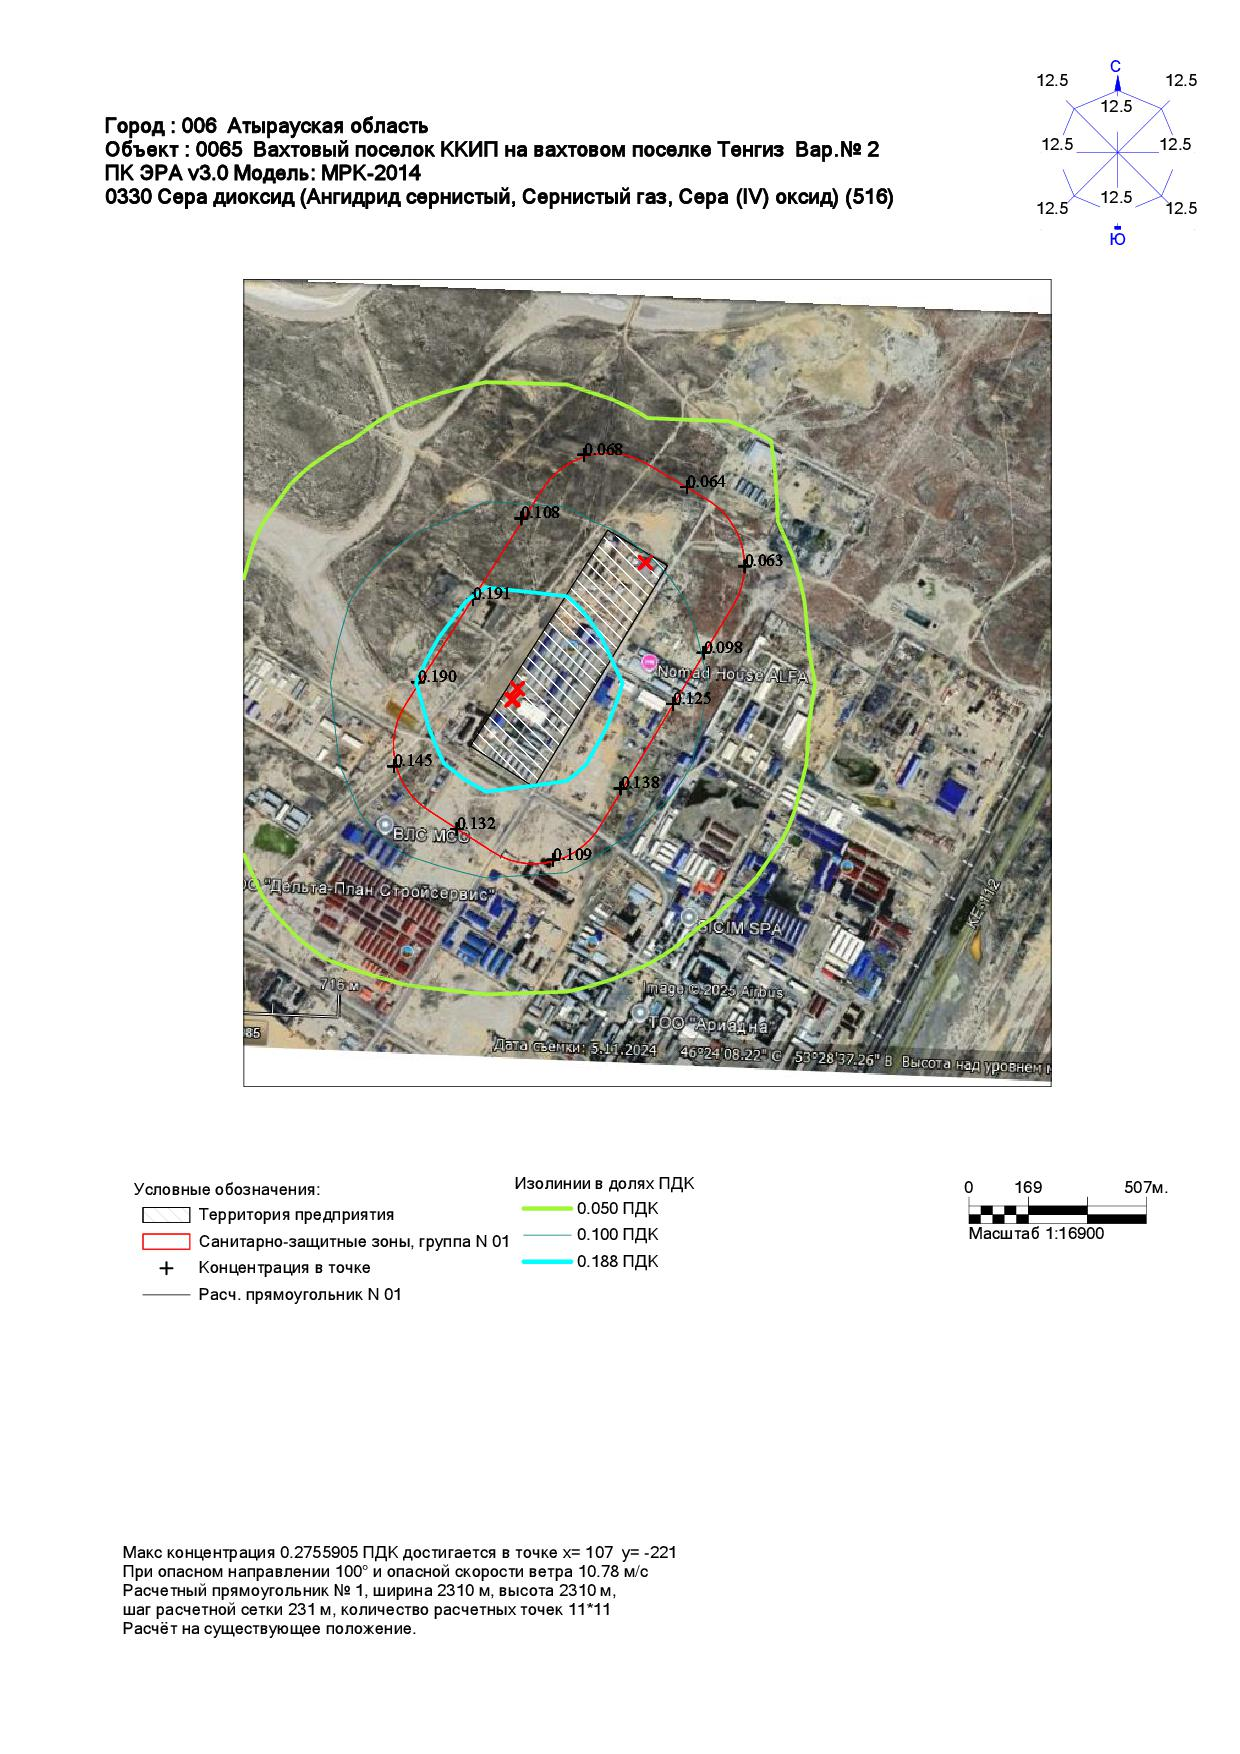 С
12.5
12.5
12.5
12.5
12.5
12.5
12.5
12.5
Ю
Город : 006 Атырауская область
Объект : 0065 Вахтовый поселок ККИП на вахтовом поселке Тенгиз Вар.№ 2
ПК ЭРА v3.0 Модель: МРК-2014
0330 Сера диоксид (Ангидрид сернистый, Сернистый газ, Сера (IV) оксид) (516)
0.068
0.064
0.108
0.063
0.191
0.098
Nomad House ALFA
0.190
0.125
0.145
0.138
0.132
ВЛС МСС
0.109
ОО "Дельта-План Стройсервис"
SICIM SPA
716 м
Image © 2025 Airbus
ТОО "Ариадна"
85
Дата съемки: 5.11.2024 46°24'08.22" С 53°28'37.26" В Высота над уровнем м
Условные обозначения:
Территория предприятия
Санитарно-защитные зоны, группа N 01
Концентрация в точке
Расч. прямоугольник N 01
Изолинии в долях ПДК
0.050 ПДК
0.100 ПДК
0.188 ПДК
0 169 507м.
Масштаб 1:16900
Макс концентрация 0.2755905 ПДК достигается в точке x= 107 y= -221
При опасном направлении 100° и опасной скорости ветра 10.78 м/с
Расчетный прямоугольник № 1, ширина 2310 м, высота 2310 м,
шаг расчетной сетки 231 м, количество расчетных точек 11*11
Расчёт на существующее положение.